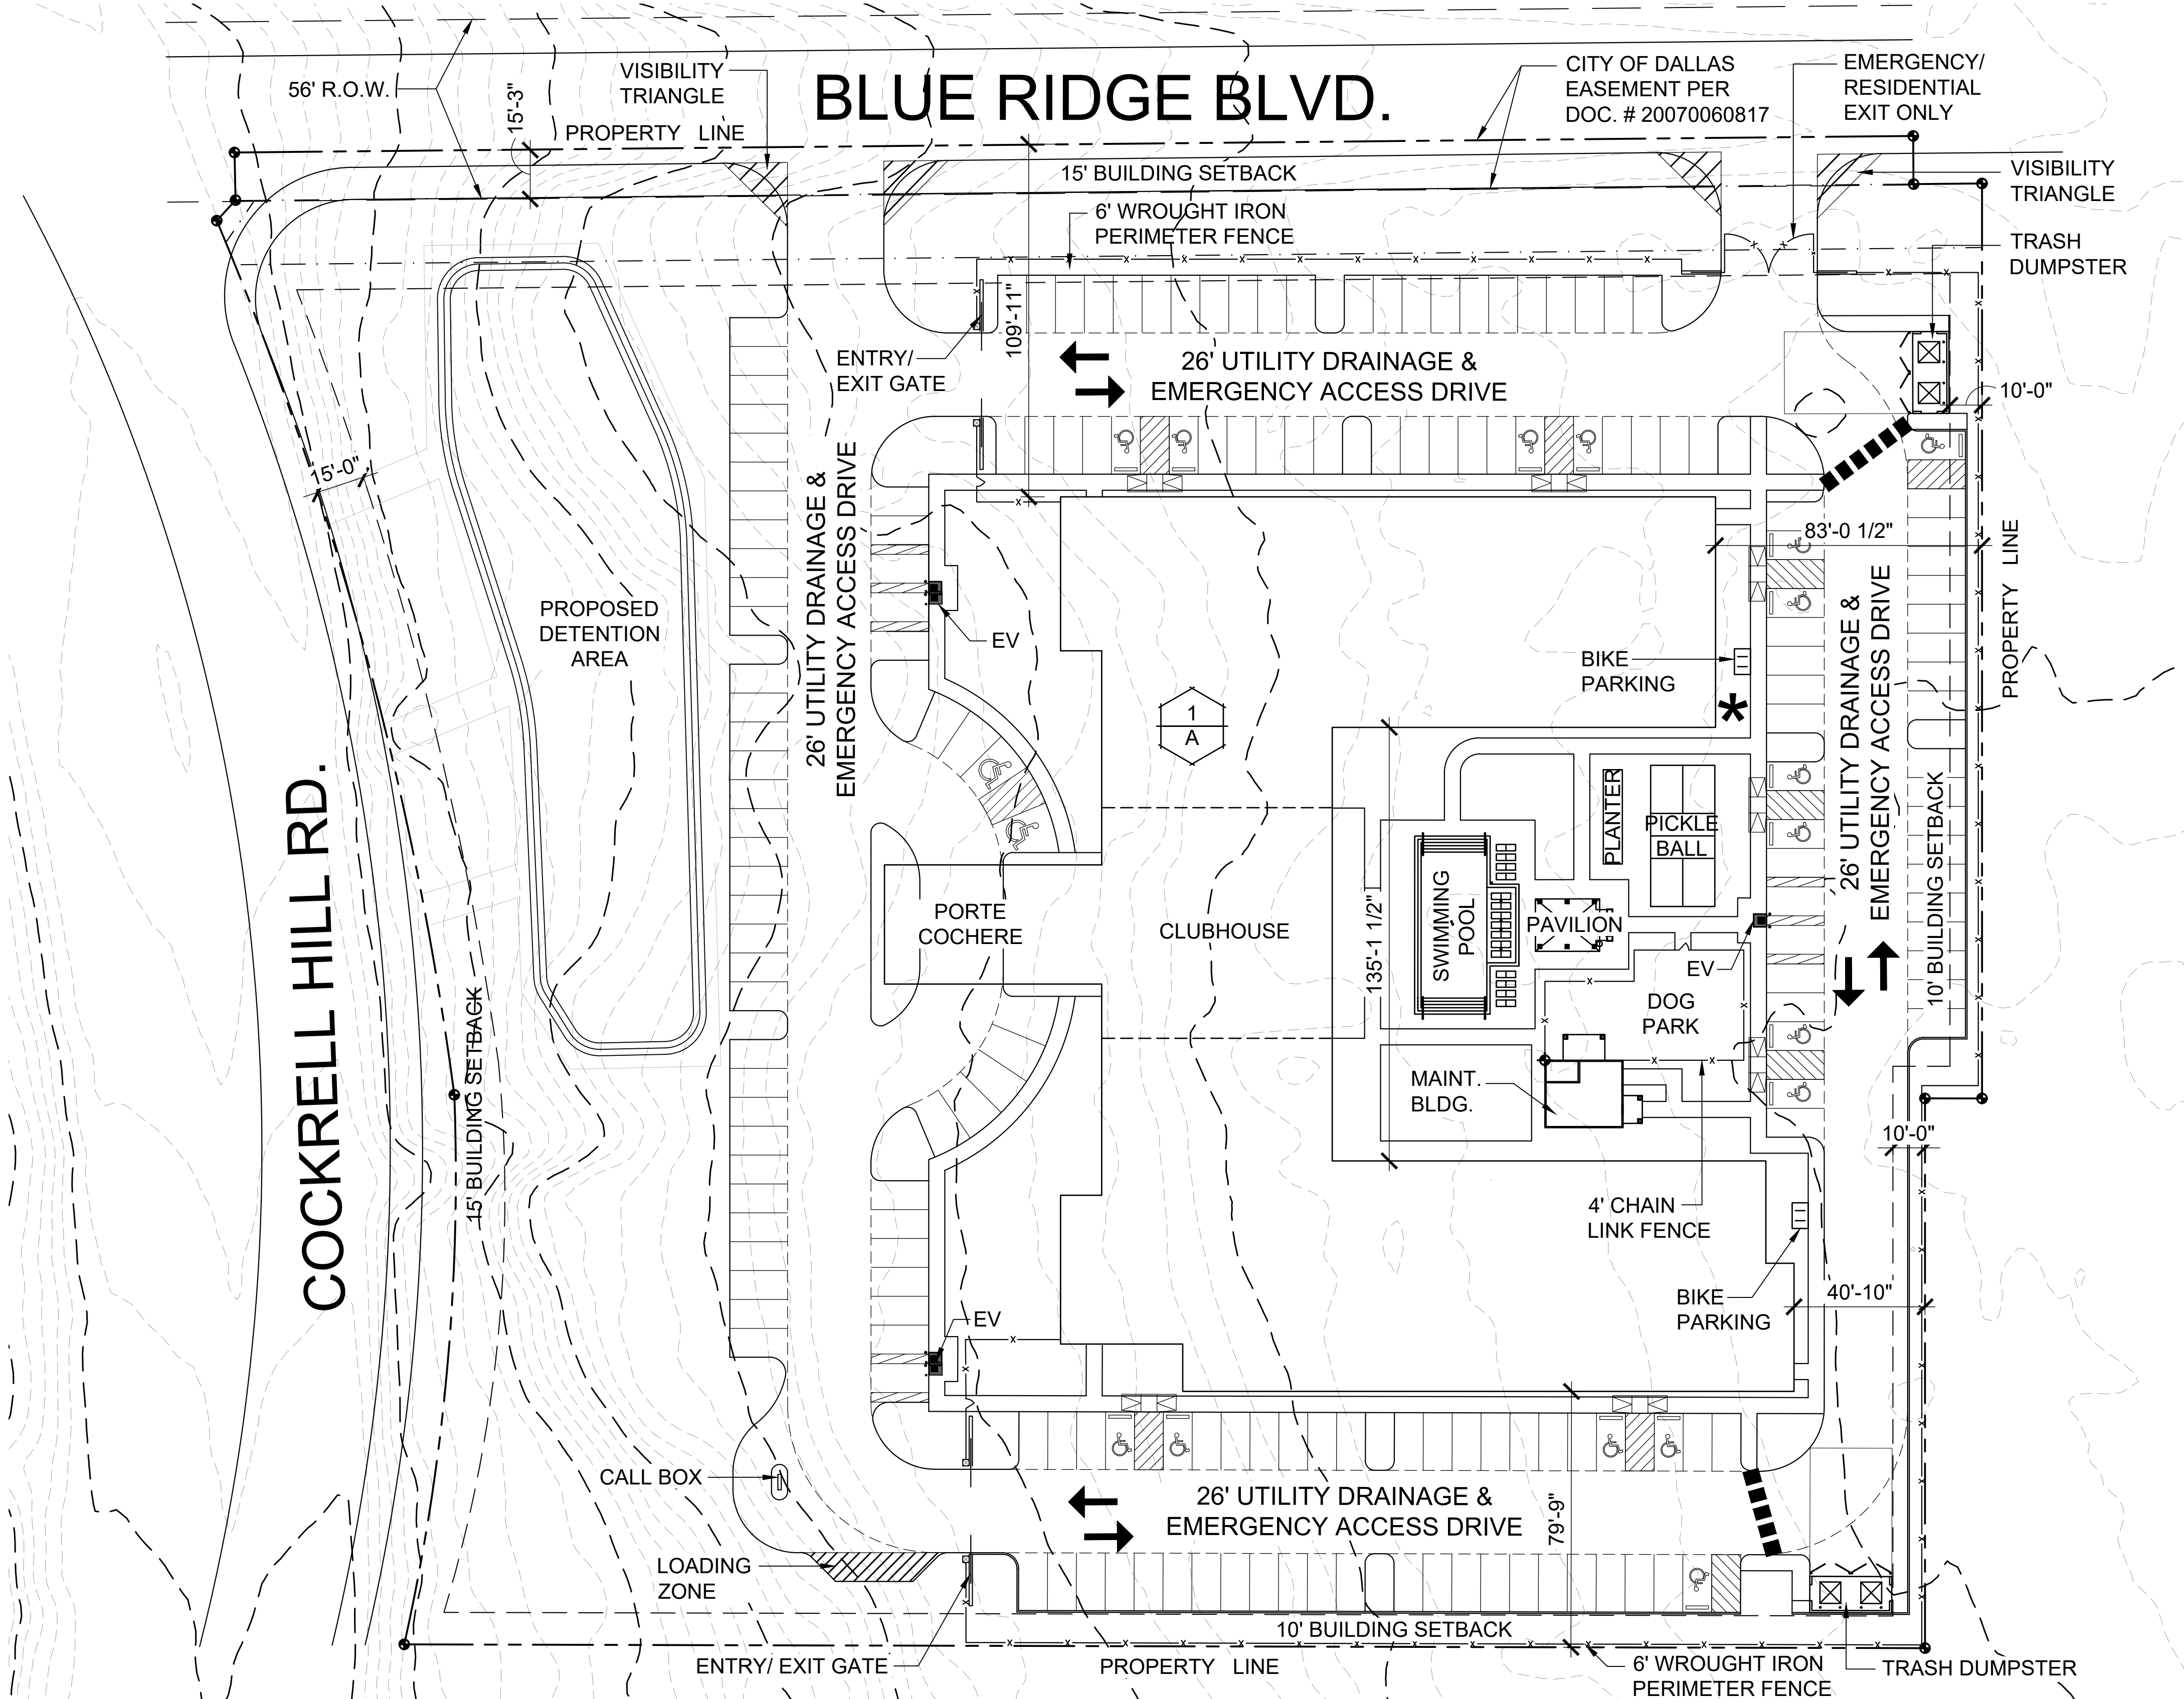 BLUE RIDGE BLVD.
56' R.O.W.
VISIBILITY
TRIANGLE
15'-3"
PROPERTY LINE
CITY OF DALLAS
EASEMENT PER
DOC. # 20070060817
EMERGENCY/
RESIDENTIAL
EXIT ONLY
VISIBILITY
TRIANGLE
15' BUILDING SETBACK
6' WROUGHT IRON
PERIMETER FENCE
TRASH
DUMPSTER
109'-11"
ENTRY/
EXIT GATE
26' UTILITY DRAINAGE &
EMERGENCY ACCESS DRIVE
10'-0"
15'-0"
26' UTILITY DRAINAGE &
EMERGENCY ACCESS DRIVE
83'-0 1/2"
PROPERTY LINE
PROPOSED
DETENTION
AREA
EV
BIKE
PARKING
*
1
A
26' UTILITY DRAINAGE &
EMERGENCY ACCESS DRIVE
10' BUILDING SETBACK
PLANTER
PICKLE
BALL
COCKRELL HILL RD.
PORTE
COCHERE
CLUBHOUSE
135'-1 1/2"
SWIMMING
POOL
PAVILION
EV
DOG
PARK
15' BUILDING SETBACK
MAINT.
BLDG.
10'-0"
4' CHAIN
LINK FENCE
BIKE
PARKING
40'-10"
EV
CALL BOX
26' UTILITY DRAINAGE &
EMERGENCY ACCESS DRIVE
79'-9"
LOADING
ZONE
10' BUILDING SETBACK
ENTRY/ EXIT GATE
PROPERTY LINE
6' WROUGHT IRON
PERIMETER FENCE
TRASH DUMPSTER